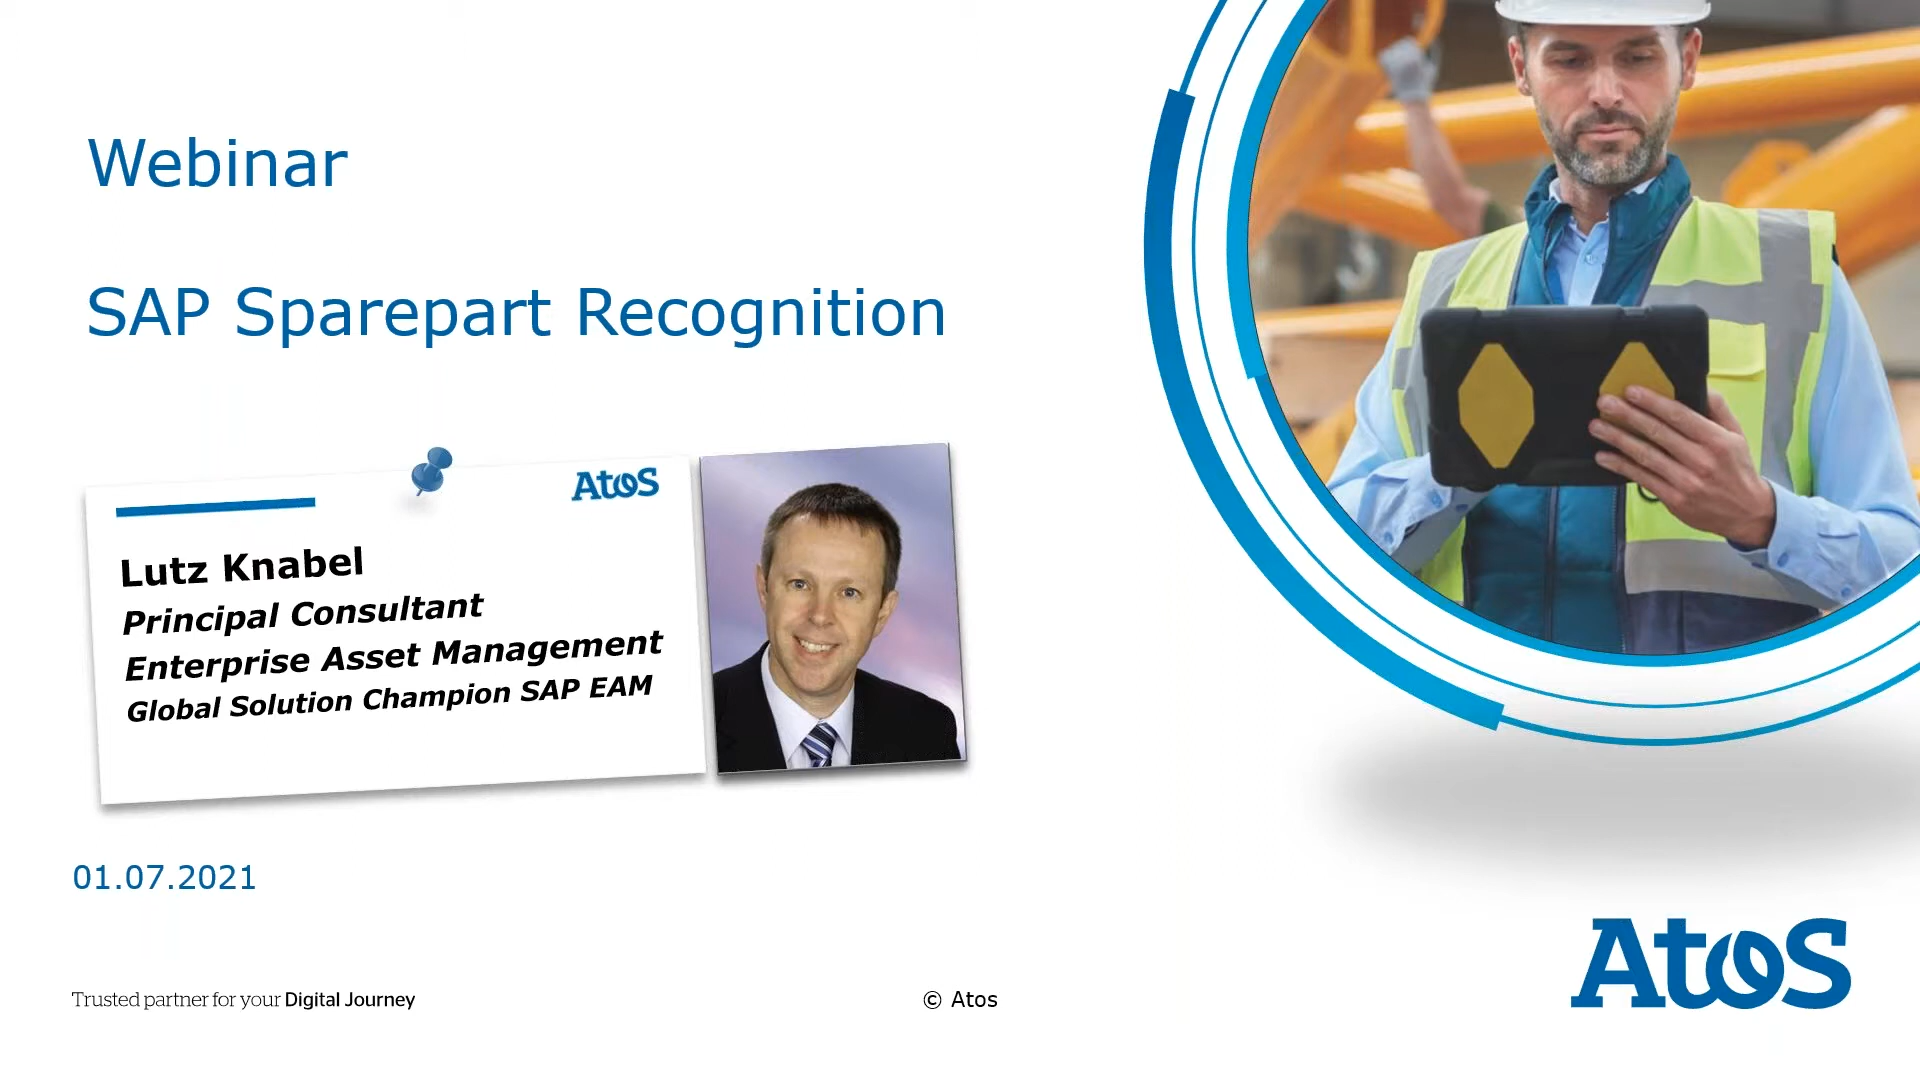 Webinar
SAP Sparepart Recognition
Atos
Lutz Knabel
Principal Consultant
Enterprise Asset Management
Global Solution Champion SAP EAM
01.07.2021
Trusted partner for your Digital Journey
© Atos
Atos